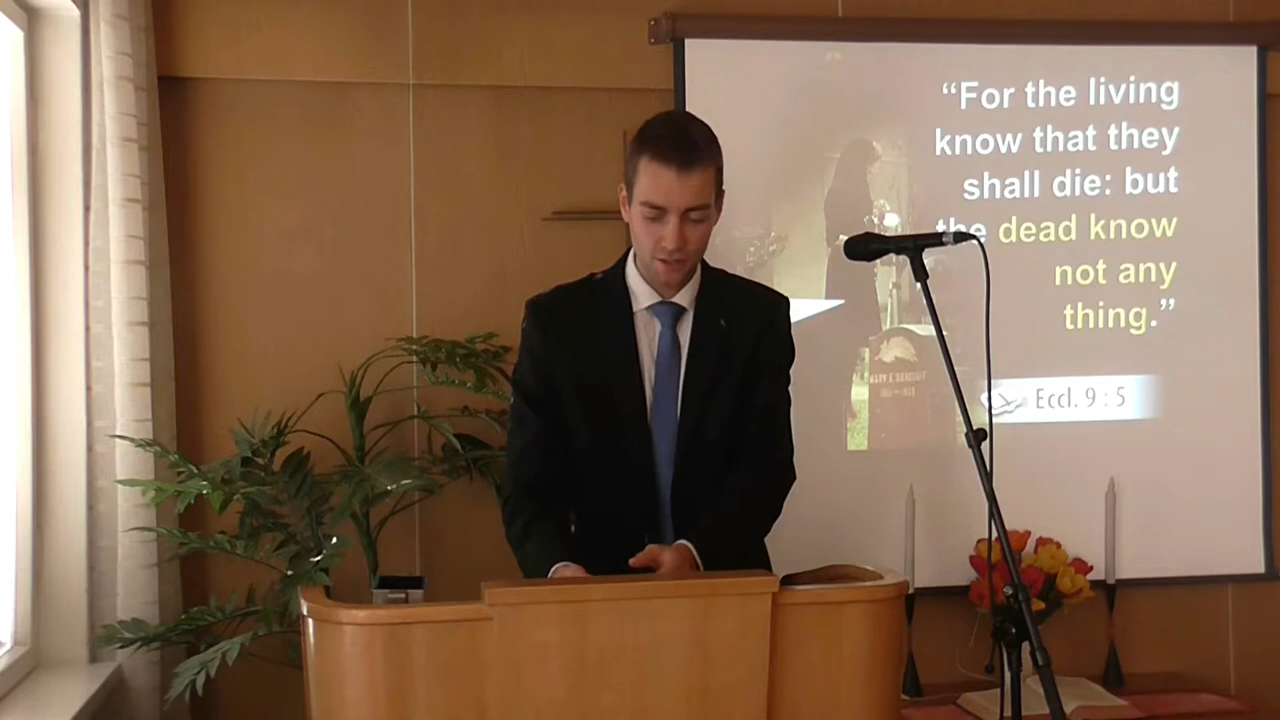 “For the living
know that they
shall die: but
the dead know
not any
thing.”
Eccl. 9 : 5